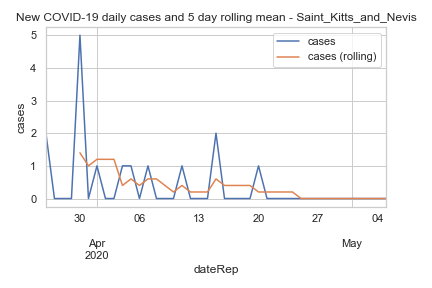 New COVID-19 daily cases and 5 day rolling mean - Saint_Kitts_and_Nevis
cases
cases (rolling)
5
4
3
2
1
0
cases
30 06 13 20 27 04
Apr May
2020
dateRep